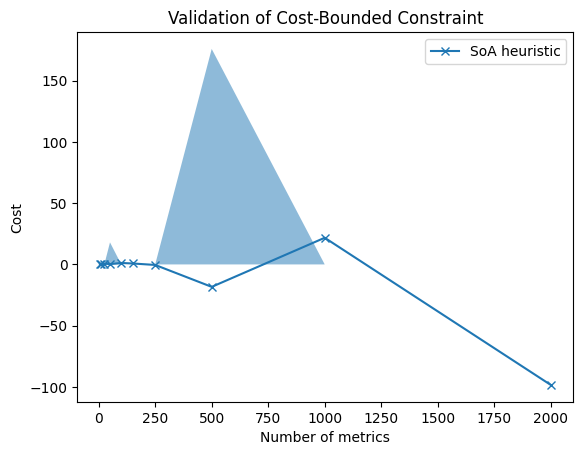 Validation of Cost-Bounded Constraint
SoA heuristic
Cost
150
100
50
0
−50
−100
0 250 500 750 1000 1250 1500 1750 2000
Number of metrics